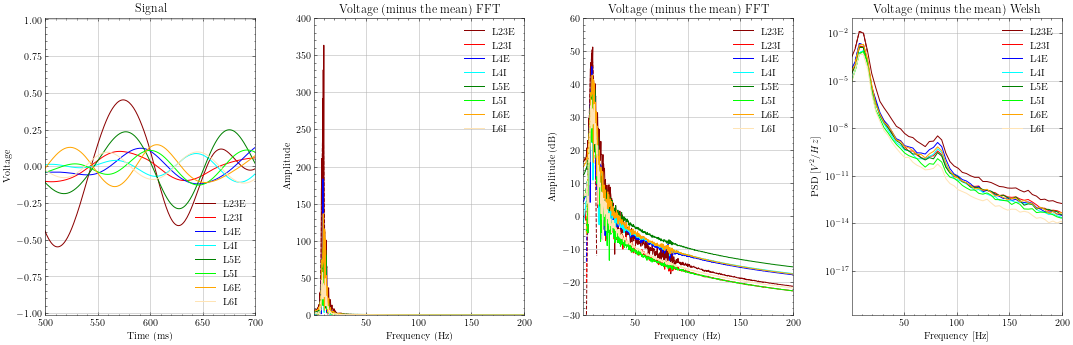 Signal
1.00
0.75
0.50
0.25
0.00
−0.25
−0.50
−0.75
−1.00
500
550
600
650
700
Voltage
Time (ms)
L23E
L23I
L4E
L4I
L5E
L5I
L6E
L6I
Voltage (minus the mean) FFT
400
350
300
250
200
150
100
50
0
50
100
150
200
Amplitude
Frequency (Hz)
L23E
L23I
L4E
L4I
L5E
L5I
L6E
L6I
Voltage (minus the mean) FFT
60
50
40
30
20
10
0
−10
−20
−30
50
100
150
200
Amplitude (dB)
Frequency (Hz)
L23E
L23I
L4E
L4I
L5E
L5I
L6E
L6I
Voltage (minus the mean) Welsh
10⁻²
10⁻⁵
10⁻⁸
10⁻¹¹
10⁻¹⁴
10⁻¹⁷
50
100
150
200
PSD [V²/Hz]
Frequency [Hz]
L23E
L23I
L4E
L4I
L5E
L5I
L6E
L6I